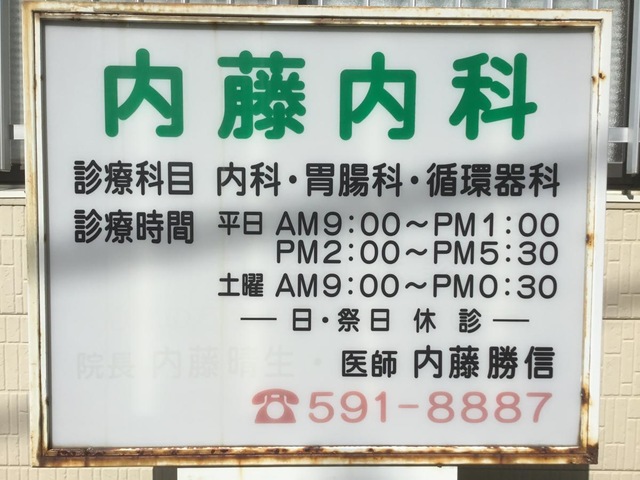 内藤内科
診療科目 内科・胃腸科・循環器科
診療時間 平日 AM9:00～PM1:00
PM2:00～PM5:30
土曜 AM9:00～PM0:30
― 日・祭日 休診 ―
院長 内藤晴生・ 医師 内藤勝信
☎591-8887